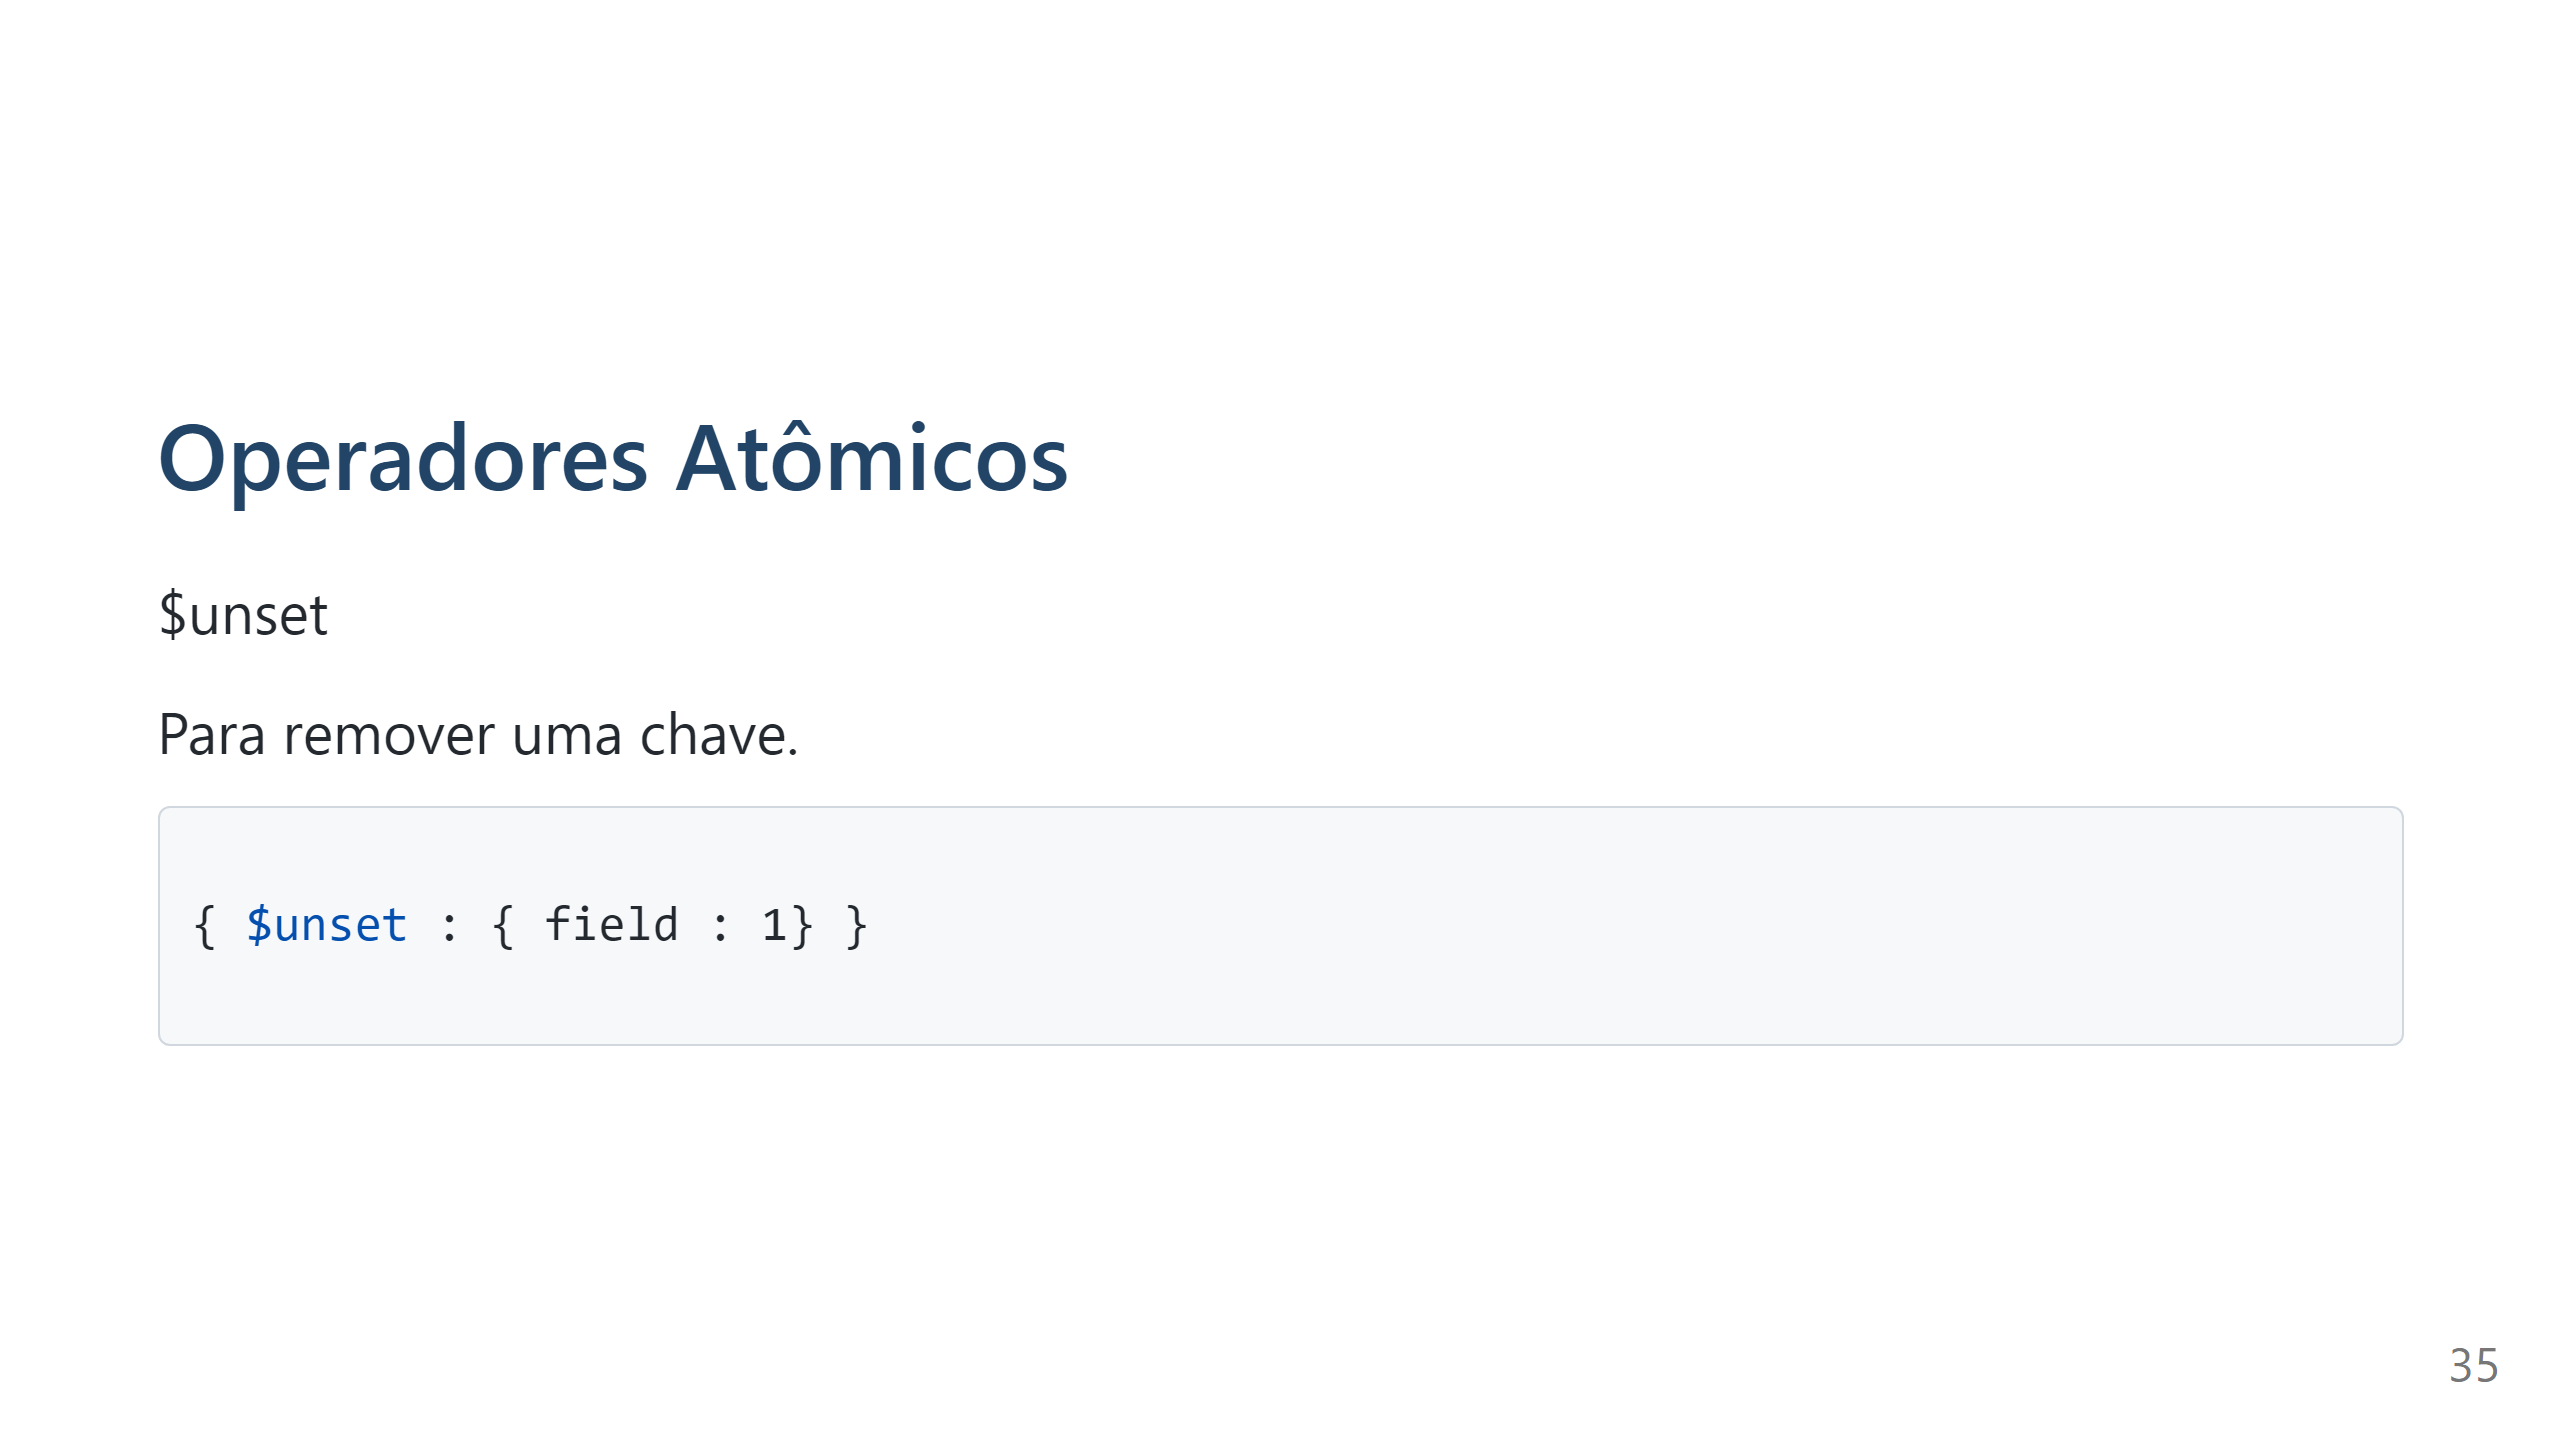 Operadores Atômicos
$unset
Para remover uma chave.
{ $unset : { field : 1} }
35